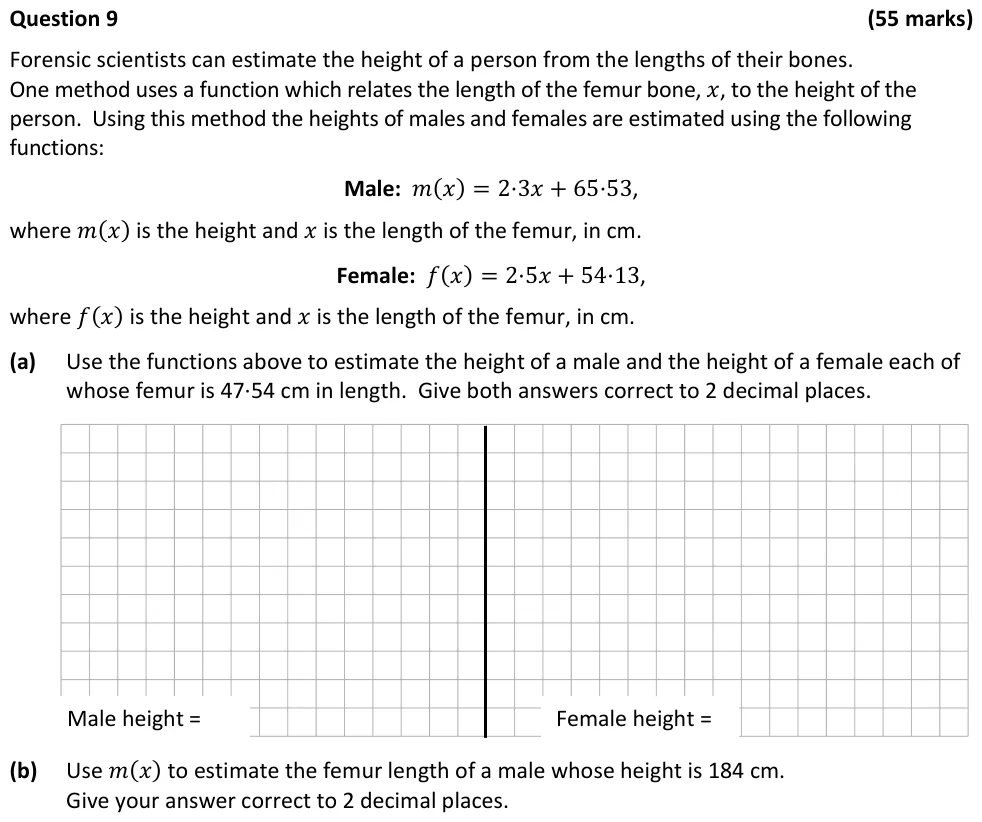 Question 9 (55 marks)
Forensic scientists can estimate the height of a person from the lengths of their bones.
One method uses a function which relates the length of the femur bone, 𝑥, to the height of the
person. Using this method the heights of males and females are estimated using the following
functions:
Male: 𝑚(𝑥) = 2·3𝑥 + 65·53,
where 𝑚(𝑥) is the height and 𝑥 is the length of the femur, in cm.
Female: 𝑓(𝑥) = 2·5𝑥 + 54·13,
where 𝑓(𝑥) is the height and 𝑥 is the length of the femur, in cm.
(a) Use the functions above to estimate the height of a male and the height of a female each of
whose femur is 47·54 cm in length. Give both answers correct to 2 decimal places.
Male height = Female height =
(b) Use 𝑚(𝑥) to estimate the femur length of a male whose height is 184 cm.
Give your answer correct to 2 decimal places.